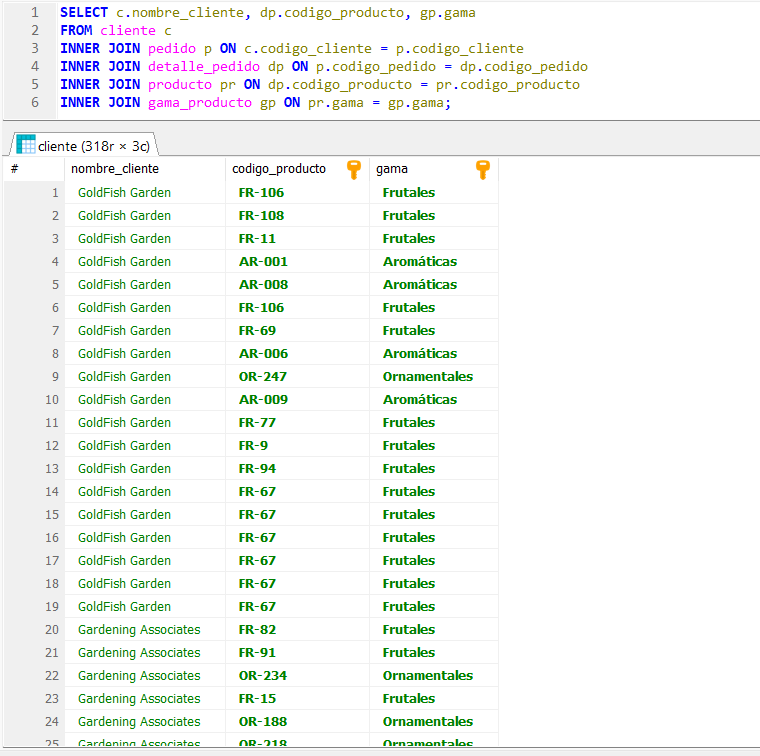 1 SELECT c.nombre_cliente, dp.codigo_producto, gp.gama
2 FROM cliente c
3 INNER JOIN pedido p ON c.codigo_cliente = p.codigo_cliente
4 INNER JOIN detalle_pedido dp ON p.codigo_pedido = dp.codigo_pedido
5 INNER JOIN producto pr ON dp.codigo_producto = pr.codigo_producto
6 INNER JOIN gama_producto gp ON pr.gama = gp.gama;
cliente (318r × 3c)
# nombre_cliente codigo_producto gama
1 GoldFish Garden FR-106 Frutales
2 GoldFish Garden FR-108 Frutales
3 GoldFish Garden FR-11 Frutales
4 GoldFish Garden AR-001 Aromáticas
5 GoldFish Garden AR-008 Aromáticas
6 GoldFish Garden FR-106 Frutales
7 GoldFish Garden FR-69 Frutales
8 GoldFish Garden AR-006 Aromáticas
9 GoldFish Garden OR-247 Ornamentales
10 GoldFish Garden AR-009 Aromáticas
11 GoldFish Garden FR-77 Frutales
12 GoldFish Garden FR-9 Frutales
13 GoldFish Garden FR-94 Frutales
14 GoldFish Garden FR-67 Frutales
15 GoldFish Garden FR-67 Frutales
16 GoldFish Garden FR-67 Frutales
17 GoldFish Garden FR-67 Frutales
18 GoldFish Garden FR-67 Frutales
19 GoldFish Garden FR-67 Frutales
20 Gardening Associates FR-82 Frutales
21 Gardening Associates FR-91 Frutales
22 Gardening Associates OR-234 Ornamentales
23 Gardening Associates FR-15 Frutales
24 Gardening Associates OR-188 Ornamentales
25 Gardening Associates OR-218 Ornamentales